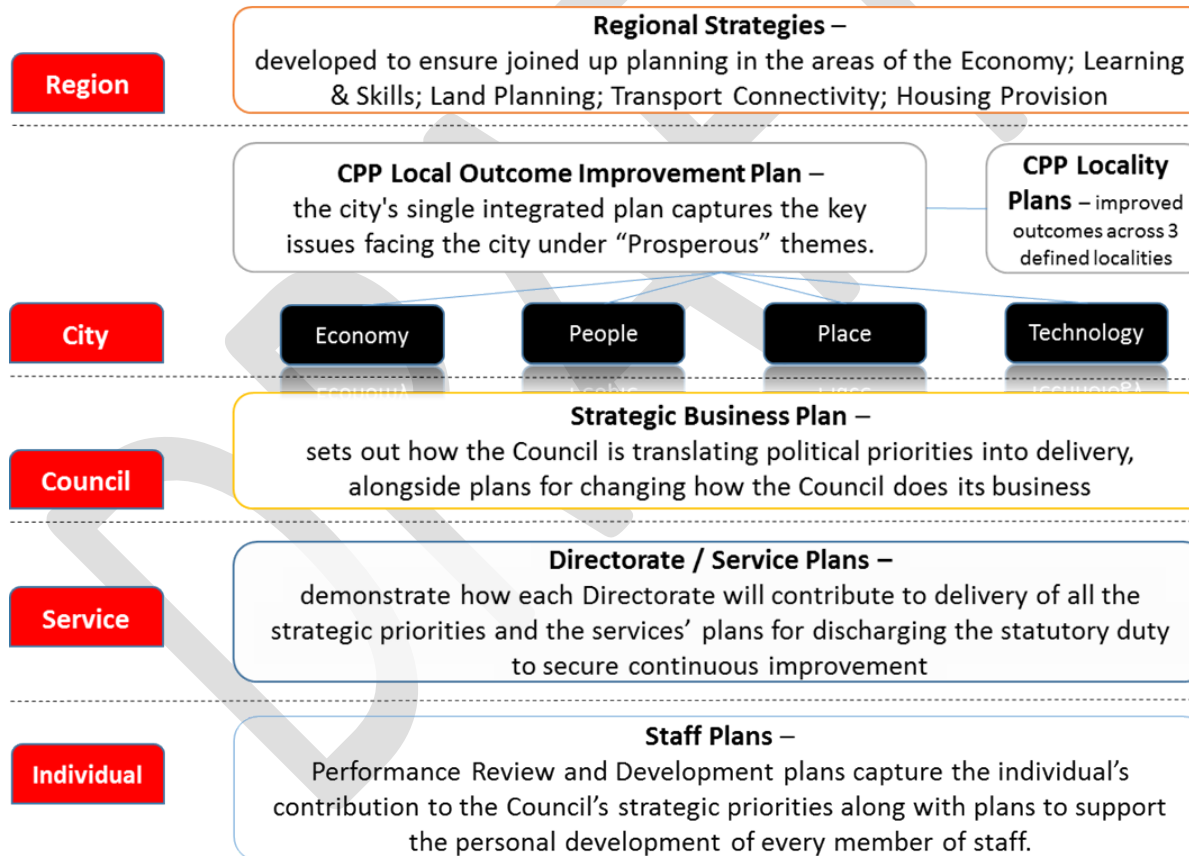 Regional Strategies –
developed to ensure joined up planning in the areas of the Economy; Learning
& Skills; Land Planning; Transport Connectivity; Housing Provision
Region
CPP Local Outcome Improvement Plan –
the city's single integrated plan captures the key
issues facing the city under “Prosperous” themes.
CPP Locality
Plans – improved
outcomes across 3
defined localities
City
Economy
People
Place
Technology
Strategic Business Plan –
sets out how the Council is translating political priorities into delivery,
alongside plans for changing how the Council does its business
Council
Directorate / Service Plans –
demonstrate how each Directorate will contribute to delivery of all the
strategic priorities and the services’ plans for discharging the statutory duty
to secure continuous improvement
Service
Staff Plans –
Performance Review and Development plans capture the individual’s
contribution to the Council’s strategic priorities along with plans to support
the personal development of every member of staff.
Individual